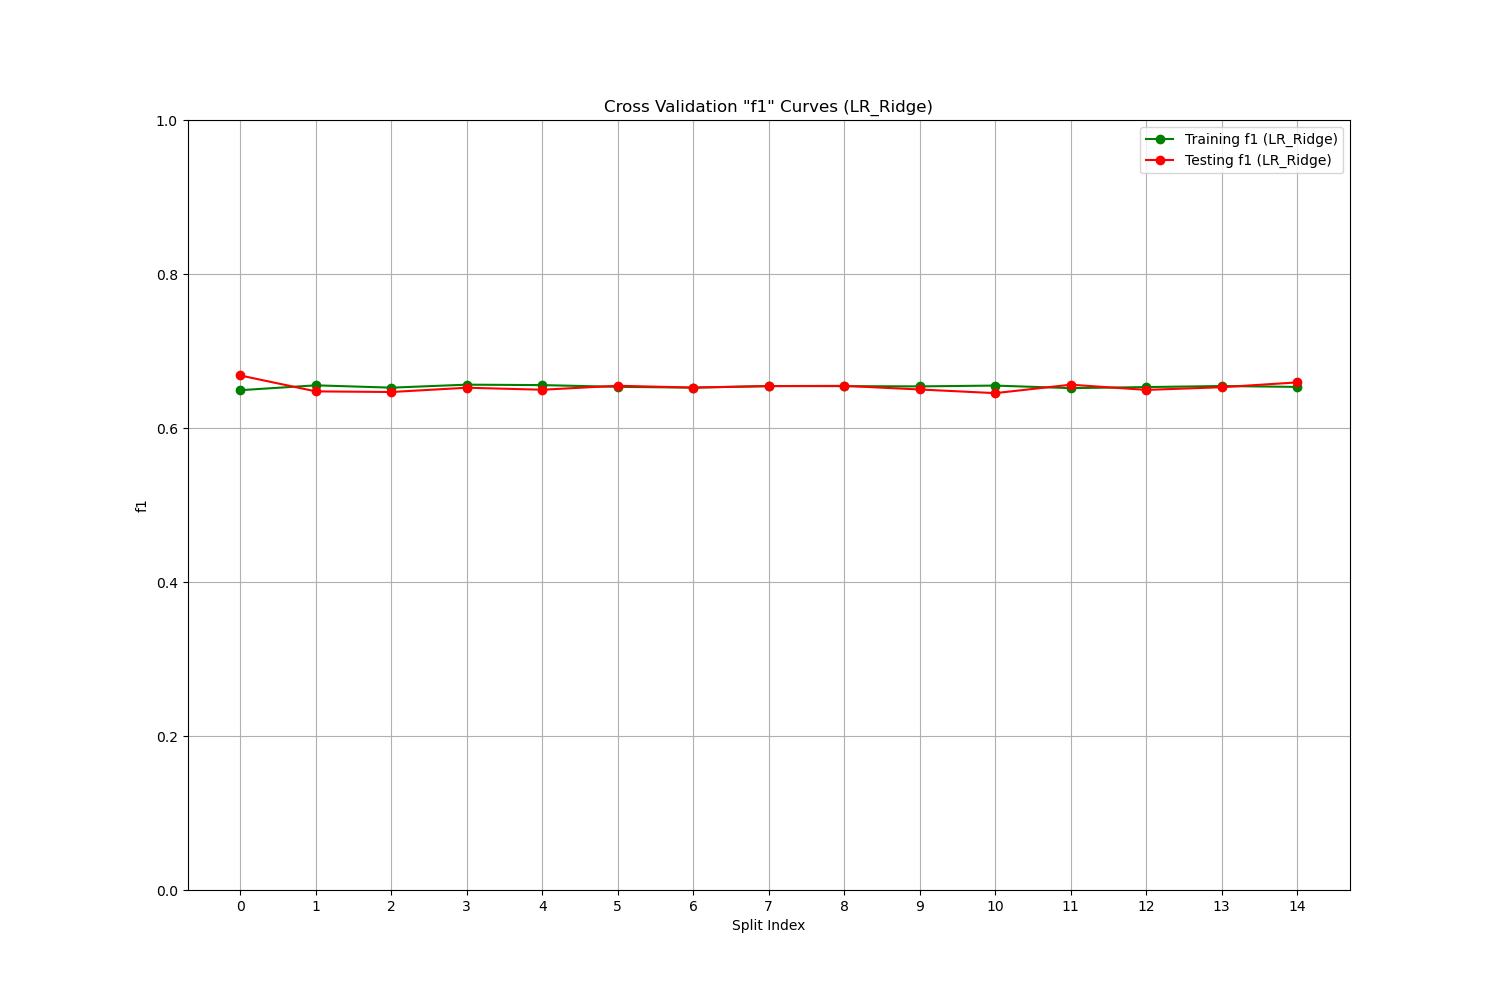 Cross Validation "f1" Curves (LR_Ridge)
Training f1 (LR_Ridge)
Testing f1 (LR_Ridge)
1.0
0.8
0.6
0.4
0.2
0.0
f1
0 1 2 3 4 5 6 7 8 9 10 11 12 13 14
Split Index